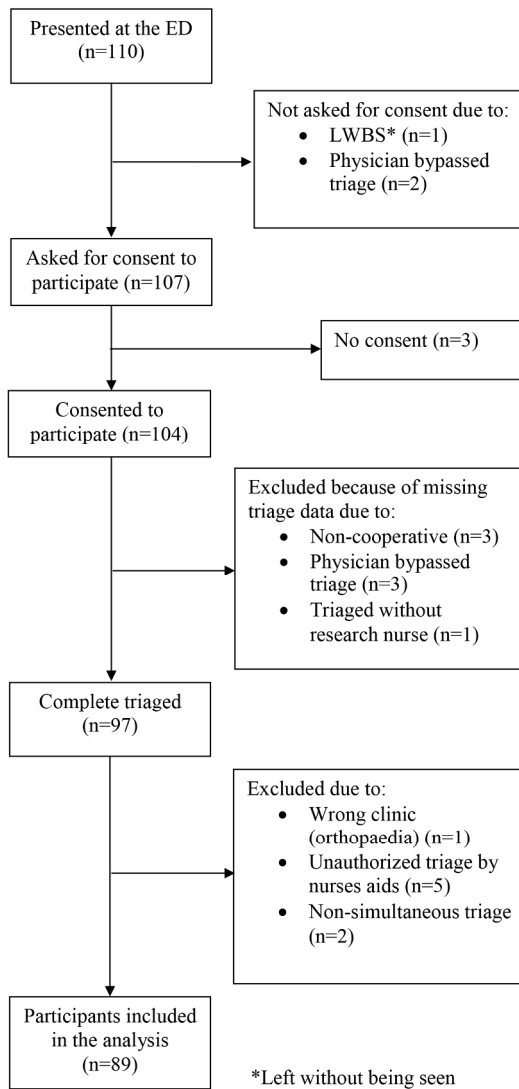 Presented at the ED
(n=110)
Not asked for consent due to:
• LWBS* (n=1)
• Physician bypassed
triage (n=2)
Asked for consent to
participate (n=107)
No consent (n=3)
Consented to
participate (n=104)
Excluded because of missing
triage data due to:
• Non-cooperative (n=3)
• Physician bypassed
triage (n=3)
• Triaged without
research nurse (n=1)
Complete triaged
(n=97)
Excluded due to:
• Wrong clinic
(orthopaedia) (n=1)
• Unauthorized triage by
nurses aids (n=5)
• Non-simultaneous triage
(n=2)
Participants included
in the analysis
(n=89)
*Left without being seen